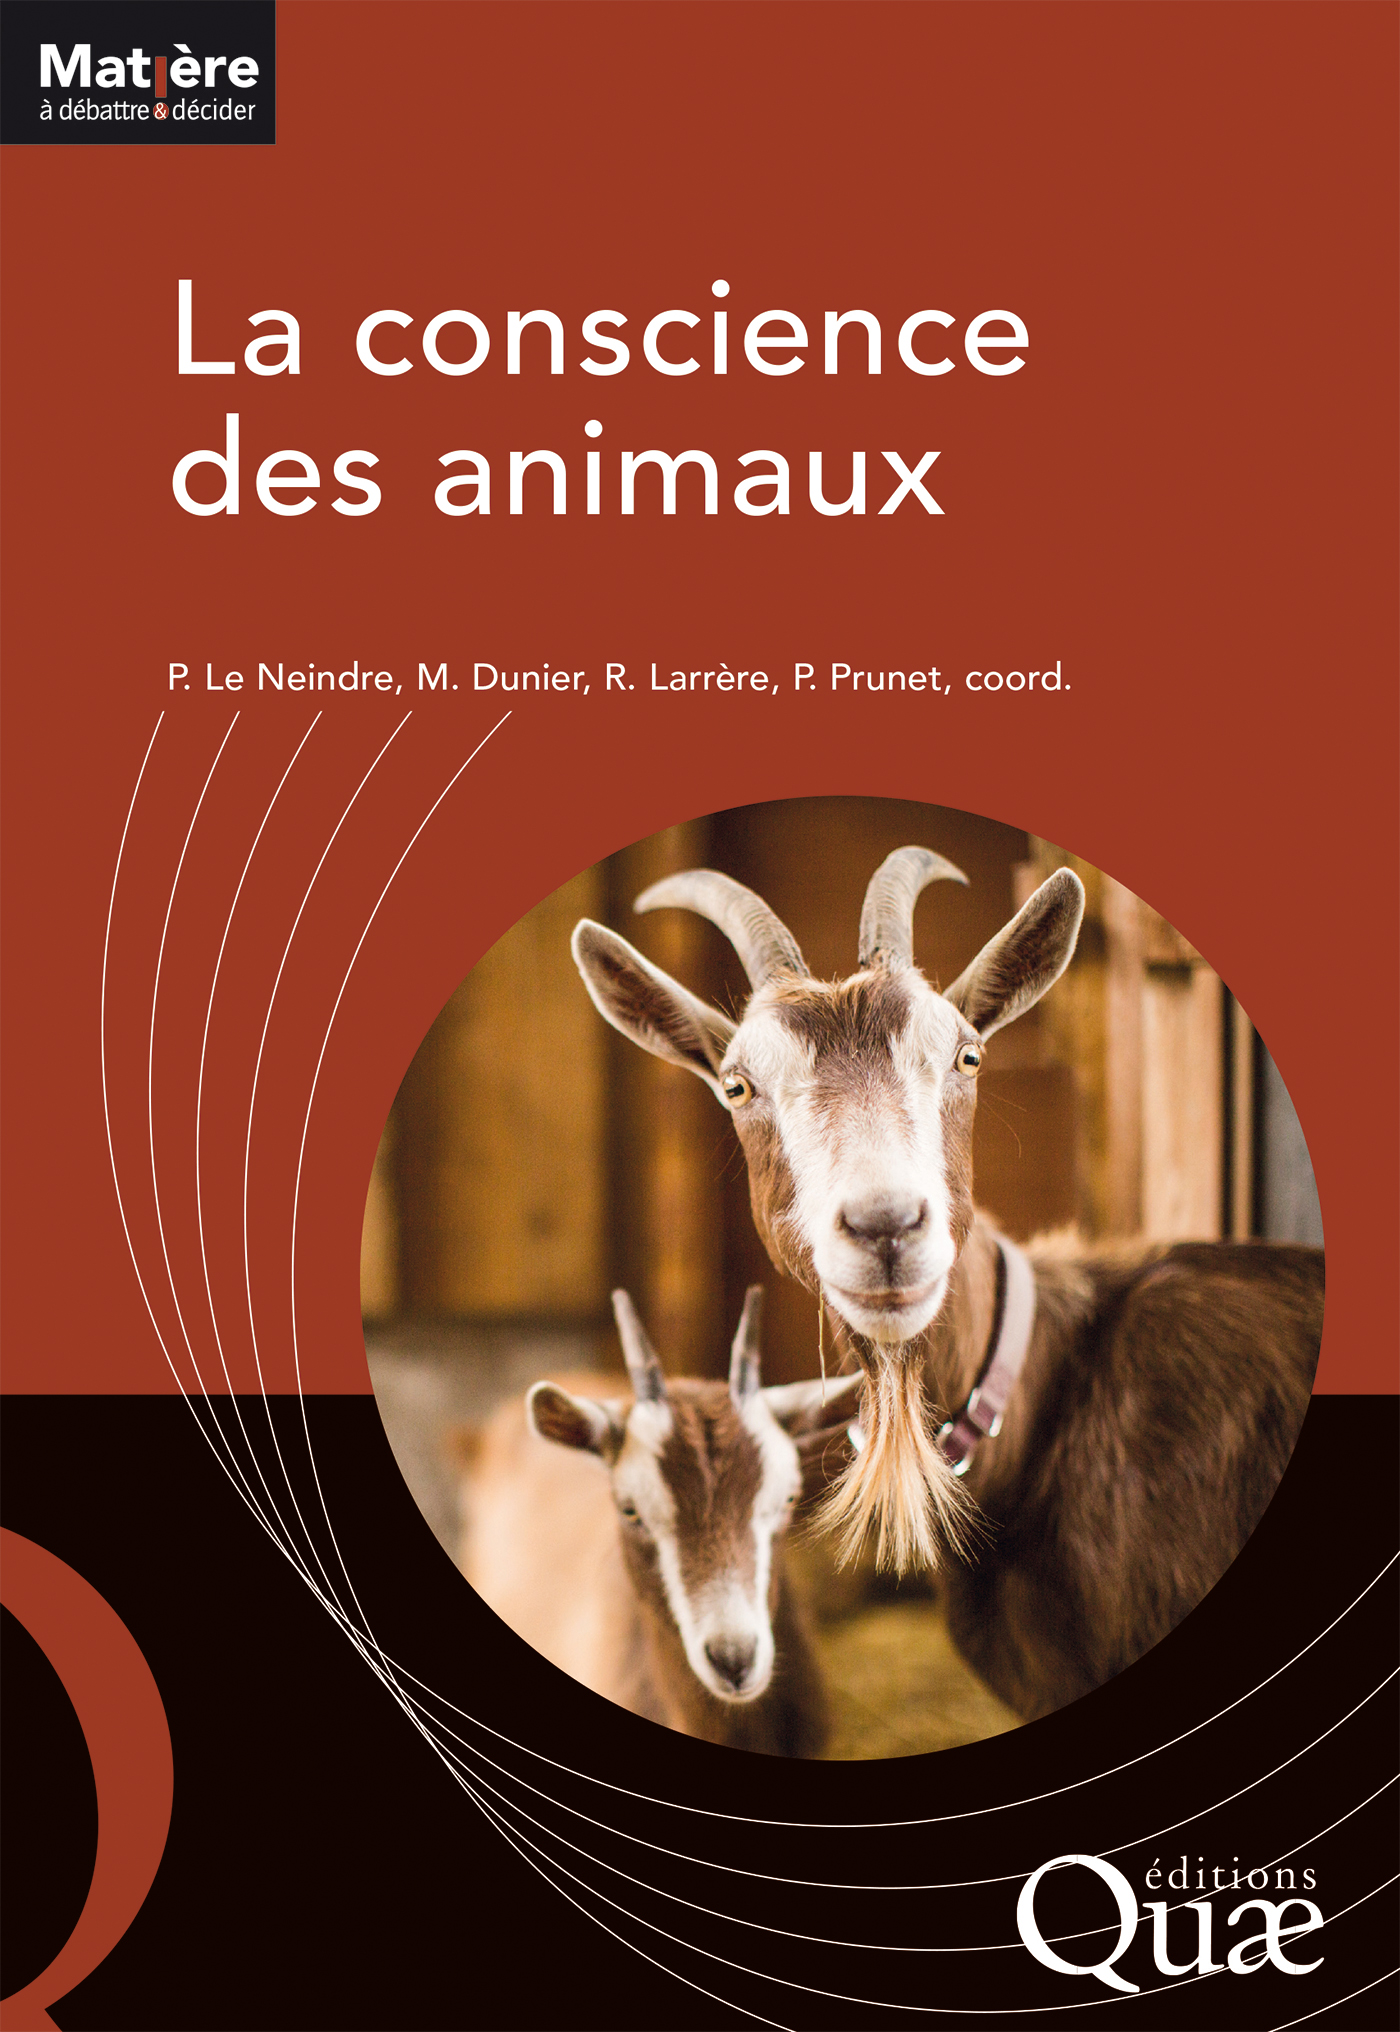 Matière
à débattre & décider
La conscience
des animaux
P. Le Neindre, M. Dunier, R. Larrère, P. Prunet, coord.
éditions
Quæ